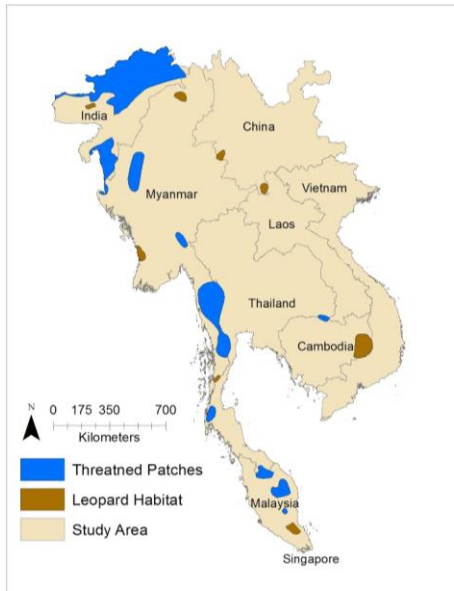 India
China
Myanmar
Vietnam
Laos
Thailand
Cambodia
N
0 175 350 700
Kilometers
Threatned Patches
Leopard Habitat
Study Area
Malaysia
Singapore